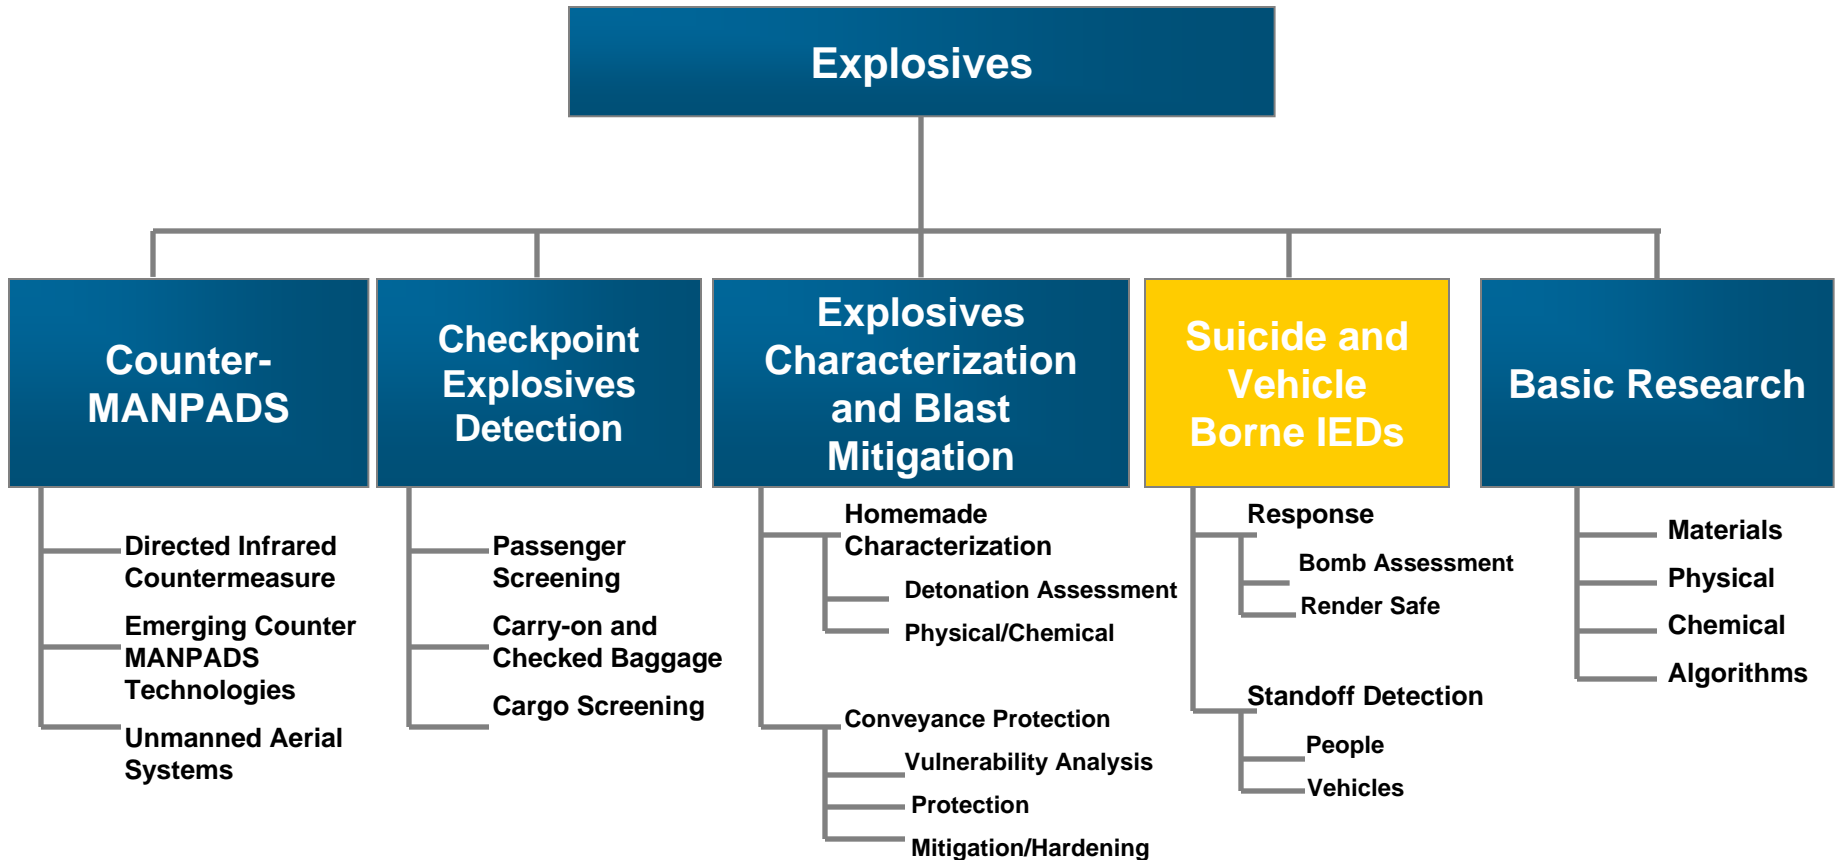 Explosives
Counter-
MANPADS
Directed Infrared
Countermeasure
Emerging Counter
MANPADS
Technologies
Unmanned Aerial
Systems
Checkpoint
Explosives
Detection
Passenger
Screening
Carry-on and
Checked Baggage
Cargo Screening
Explosives
Characterization
and Blast
Mitigation
Homemade
Characterization
Detonation Assessment
Physical/Chemical
Conveyance Protection
Vulnerability Analysis
Protection
Mitigation/Hardening
Suicide and
Vehicle
Borne IEDs
Response
Bomb Assessment
Render Safe
Standoff Detection
People
Vehicles
Basic Research
Materials
Physical
Chemical
Algorithms